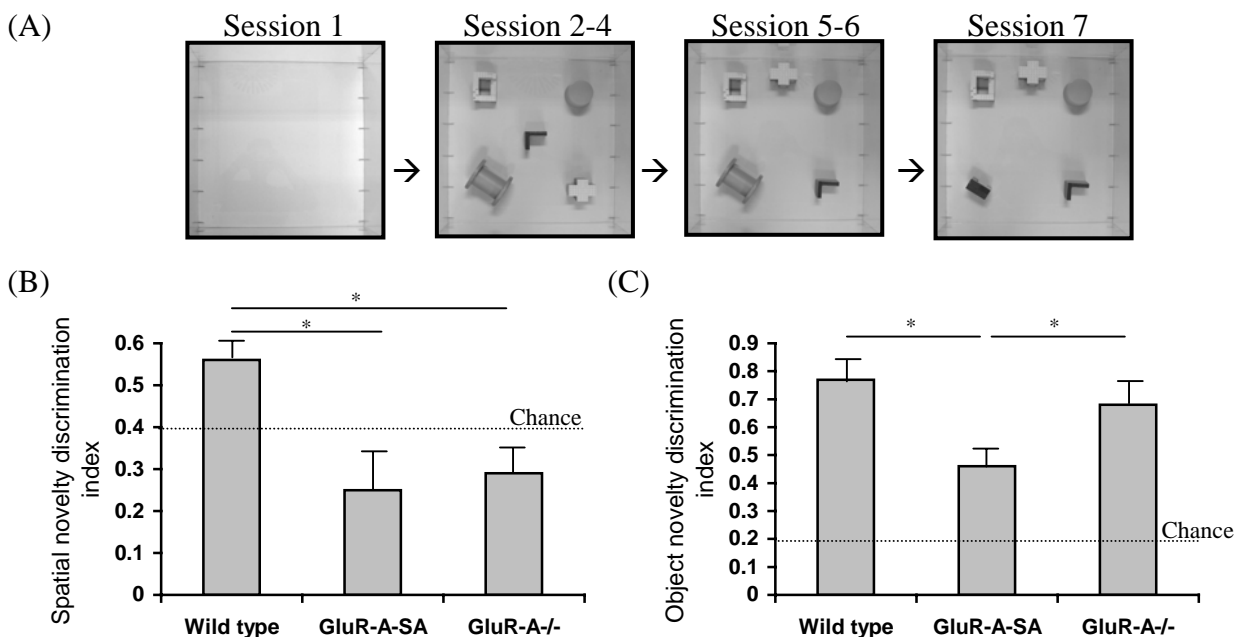 (A)
Session 1 Session 2-4 Session 5-6 Session 7
→ → →
(B)
Spatial novelty discrimination
index
0.6
0.5
0.4
0.3
0.2
0.1
0
*
*
Chance
Wild type GluR-A-SA GluR-A-/-
(C)
Object novelty discrimination
index
0.9
0.8
0.7
0.6
0.5
0.4
0.3
0.2
0.1
0
* *
Chance
Wild type GluR-A-SA GluR-A-/-